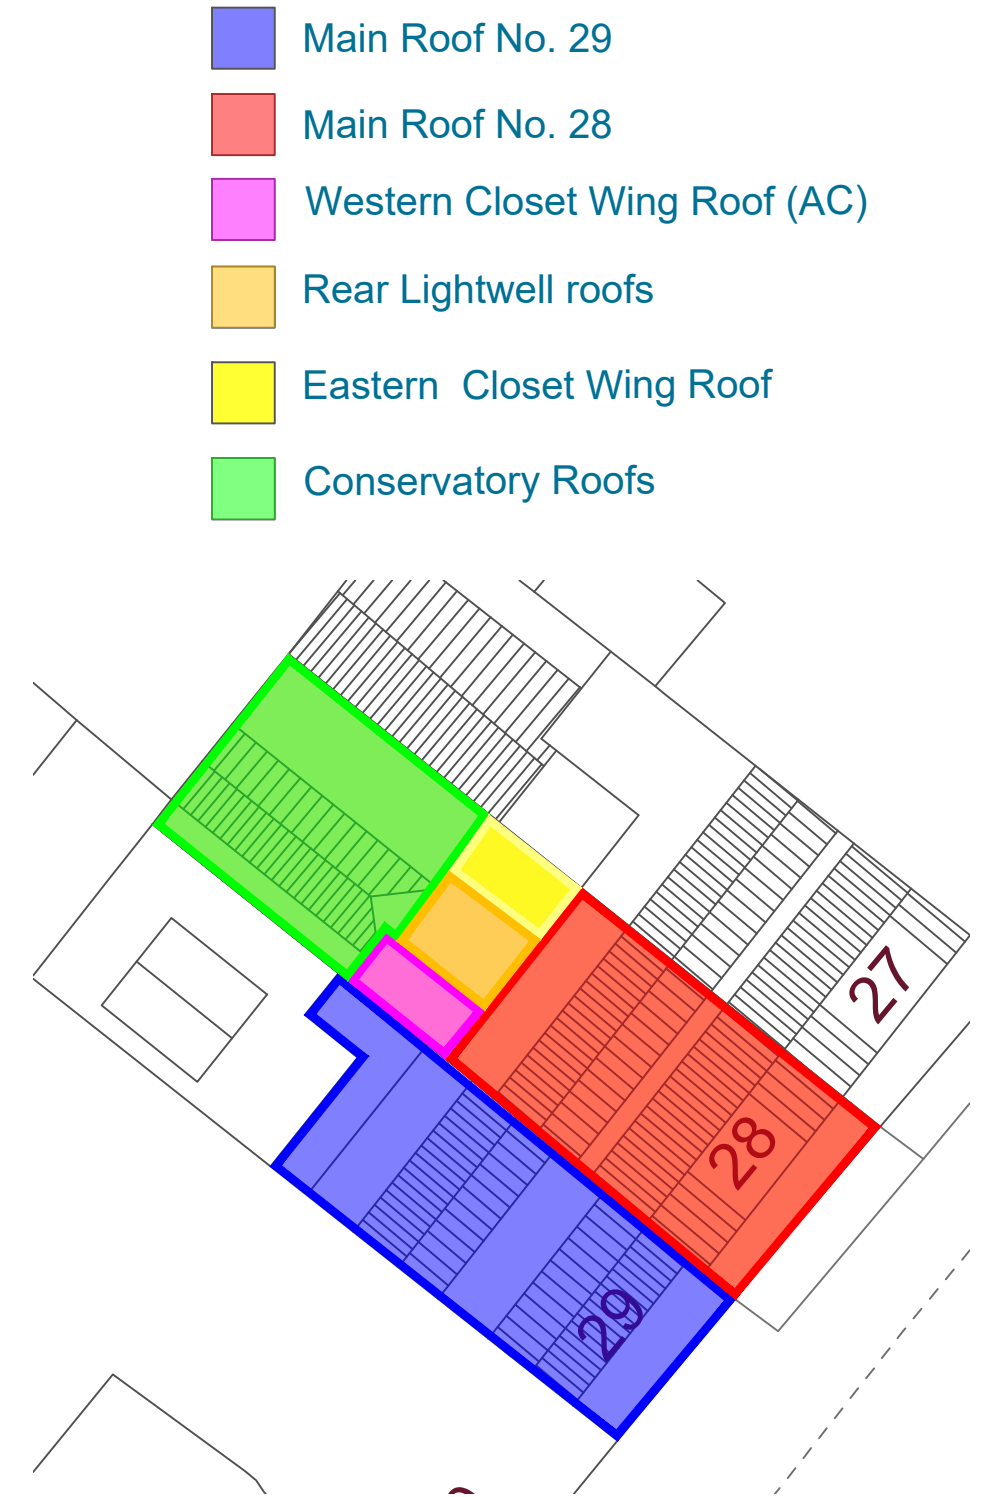 Main Roof No. 29
Main Roof No. 28
Western Closet Wing Roof (AC)
Rear Lightwell roofs
Eastern Closet Wing Roof
Conservatory Roofs
27
28
29